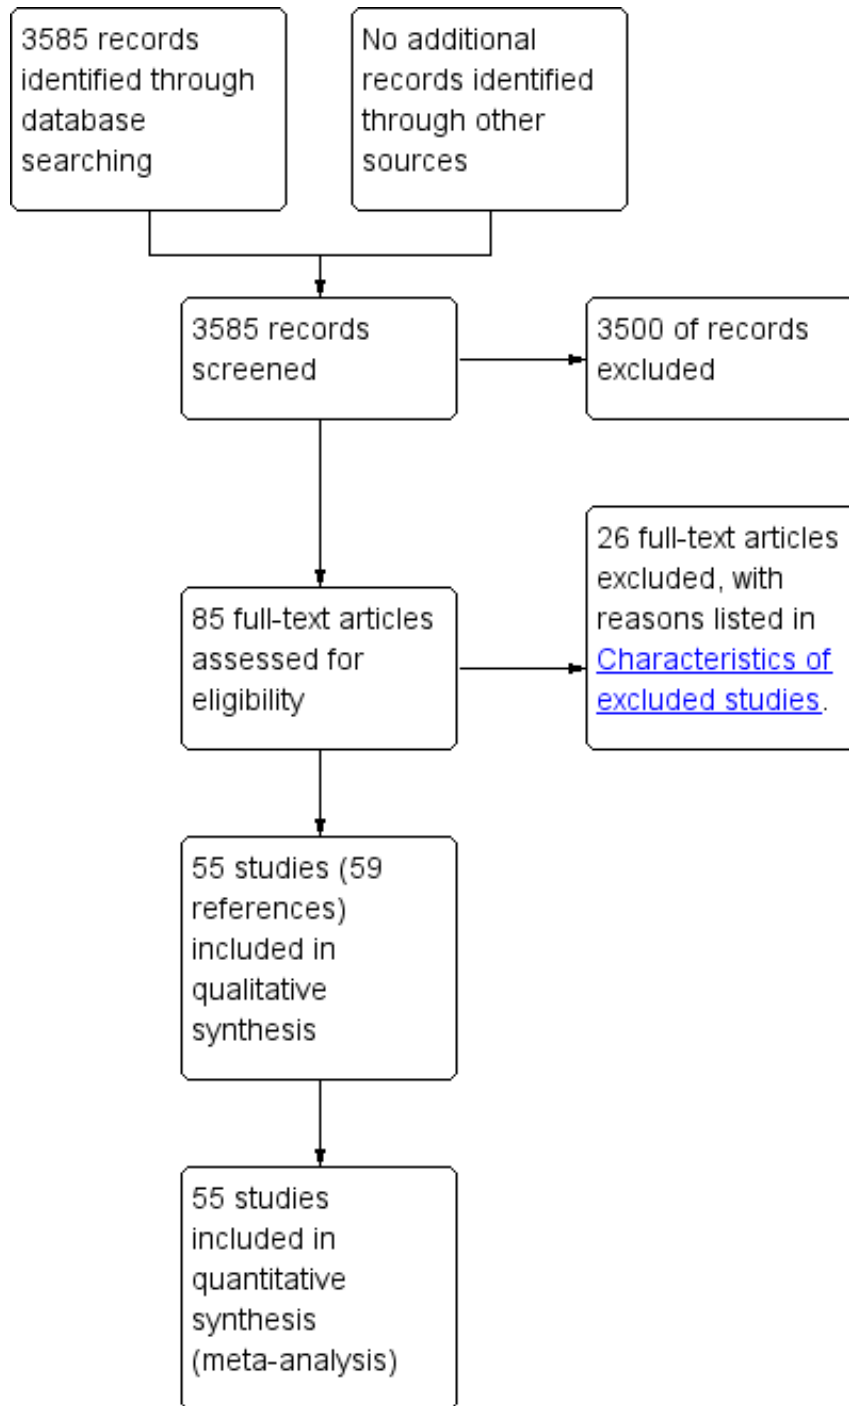 3585 records
identified through
database
searching
No additional
records identified
through other
sources
3585 records
screened
3500 of records
excluded
85 full-text articles
assessed for
eligibility
26 full-text articles
excluded, with
reasons listed in
Characteristics of
excluded studies.
55 studies (59
references)
included in
qualitative
synthesis
55 studies
included in
quantitative
synthesis
(meta-analysis)